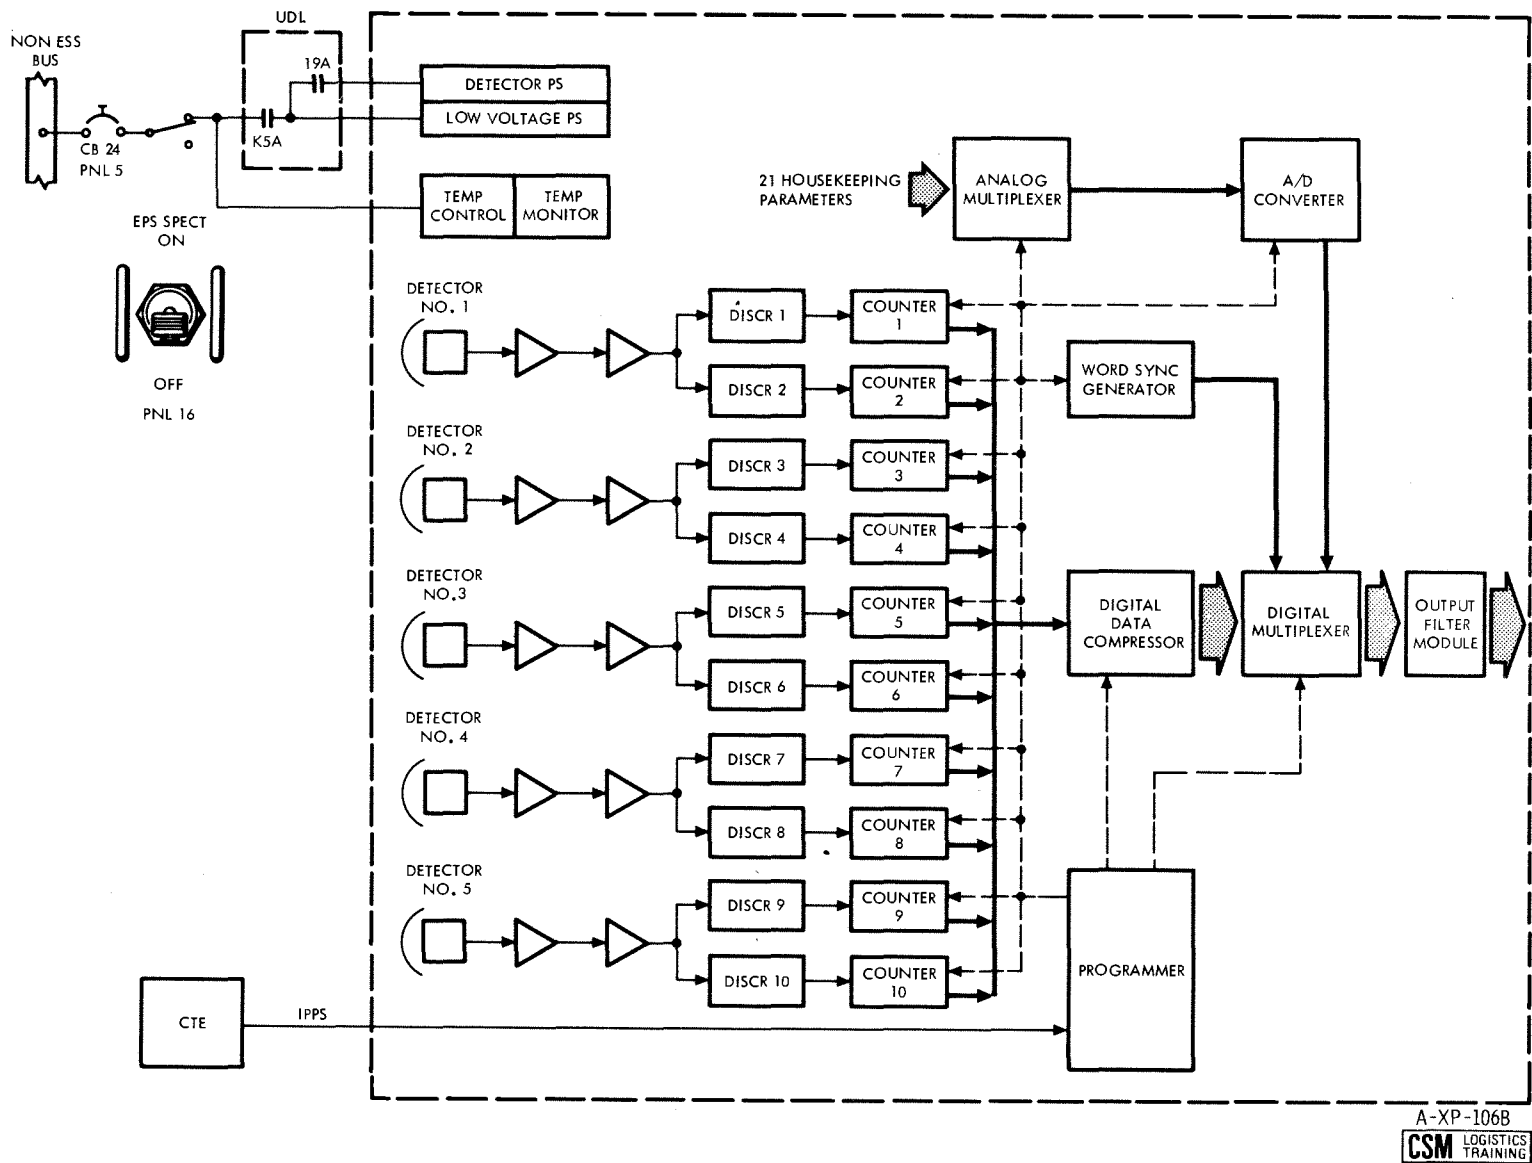 UDL
NON ESS
BUS
19A
K5A
CB 24
PNL 5
DETECTOR PS
LOW VOLTAGE PS
TEMP
CONTROL
TEMP
MONITOR
EPS SPECT
ON
OFF
PNL 16
21 HOUSEKEEPING
PARAMETERS
ANALOG
MULTIPLEXER
A/D
CONVERTER
DETECTOR
NO. 1
DISCR 1
COUNTER
1
DISCR 2
COUNTER
2
WORD SYNC
GENERATOR
DETECTOR
NO. 2
DISCR 3
COUNTER
3
DISCR 4
COUNTER
4
DETECTOR
NO.3
DISCR 5
COUNTER
5
DISCR 6
COUNTER
6
DIGITAL
DATA
COMPRESSOR
DIGITAL
MULTIPLEXER
OUTPUT
FILTER
MODULE
DETECTOR
NO. 4
DISCR 7
COUNTER
7
DISCR 8
COUNTER
8
DETECTOR
NO. 5
DISCR 9
COUNTER
9
DISCR 10
COUNTER
10
PROGRAMMER
CTE
IPPS
A-XP-106B
CSM LOGISTICS
TRAINING